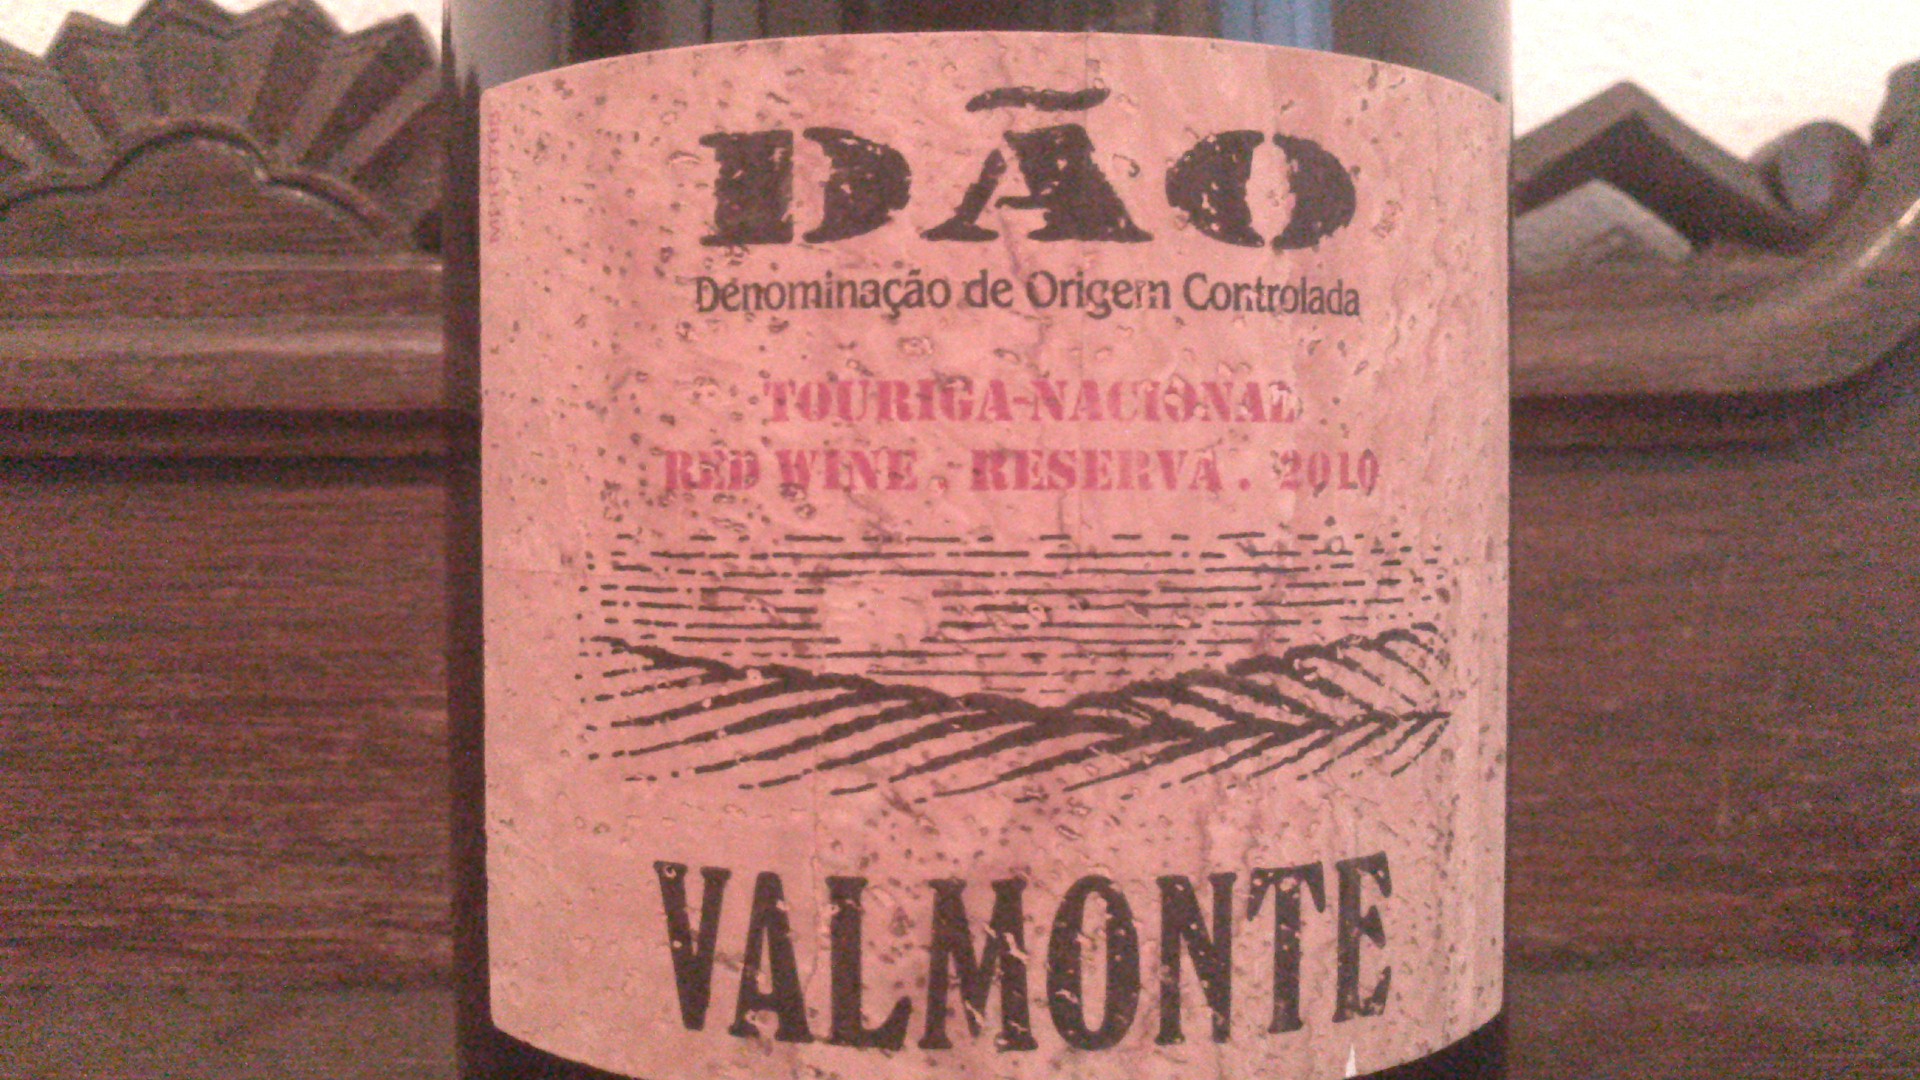 DÃO
Denominação de Origem Controlada
TOURIGA-NACIONAL
RED WINE . RESERVA . 2010
VALMONTE